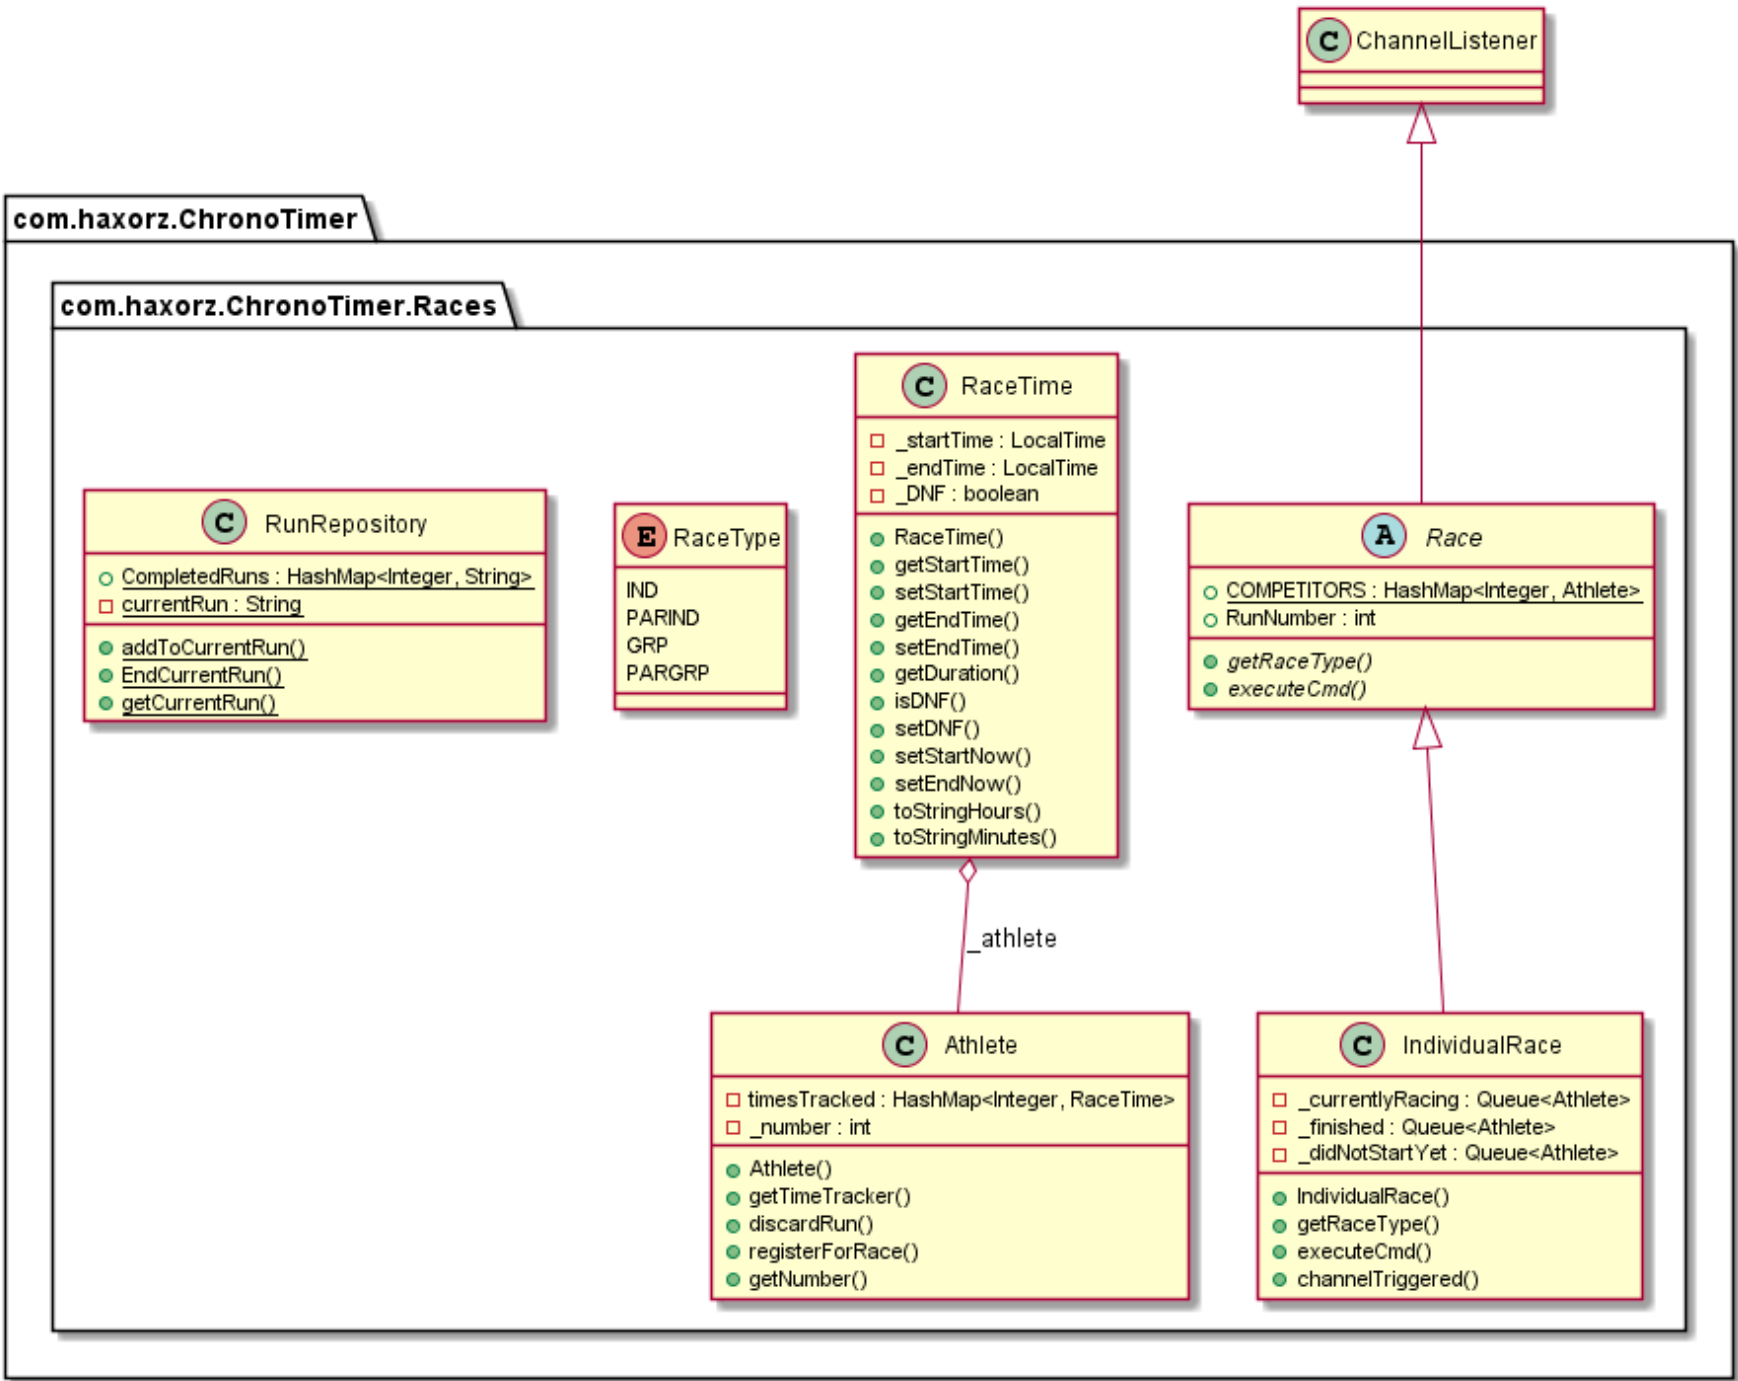 C ChannelListener
com.haxorz.ChronoTimer
com.haxorz.ChronoTimer.Races
C RunRepository
CompletedRuns : HashMap<Integer, String>
currentRun : String
addToCurrentRun()
EndCurrentRun()
getCurrentRun()
E RaceType
IND
PARIND
GRP
PARGRP
C RaceTime
_startTime : LocalTime
_endTime : LocalTime
_DNF : boolean
RaceTime()
getStartTime()
setStartTime()
getEndTime()
setEndTime()
getDuration()
isDNF()
setDNF()
setStartNow()
setEndNow()
toStringHours()
toStringMinutes()
A Race
COMPETITORS : HashMap<Integer, Athlete>
RunNumber : int
getRaceType()
executeCmd()
_athlete
C Athlete
timesTracked : HashMap<Integer, RaceTime>
_number : int
Athlete()
getTimeTracker()
discardRun()
registerForRace()
getNumber()
C IndividualRace
_currentlyRacing : Queue<Athlete>
_finished : Queue<Athlete>
_didNotStartYet : Queue<Athlete>
IndividualRace()
getRaceType()
executeCmd()
channelTriggered()